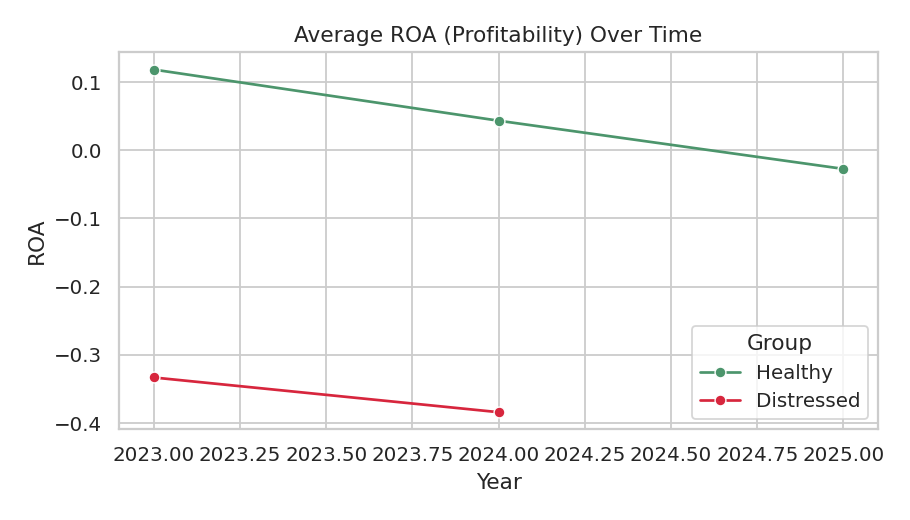 Average ROA (Profitability) Over Time
ROA
0.1
0.0
−0.1
−0.2
−0.3
−0.4
Group
Healthy
Distressed
2023.00 2023.25 2023.50 2023.75 2024.00 2024.25 2024.50 2024.75 2025.00
Year